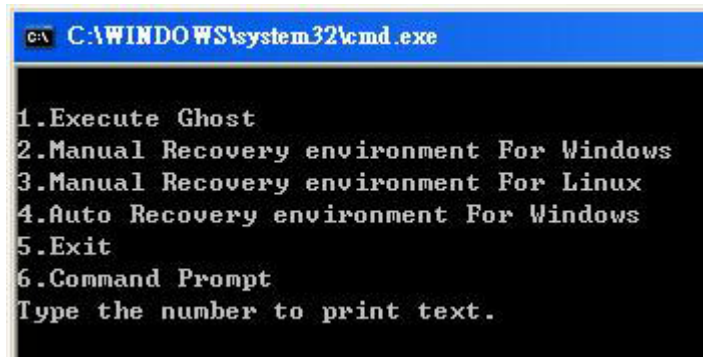 C:\WINDOWS\system32\cmd.exe
1.Execute Ghost
2.Manual Recovery environment For Windows
3.Manual Recovery environment For Linux
4.Auto Recovery environment For Windows
5.Exit
6.Command Prompt
Type the number to print text.